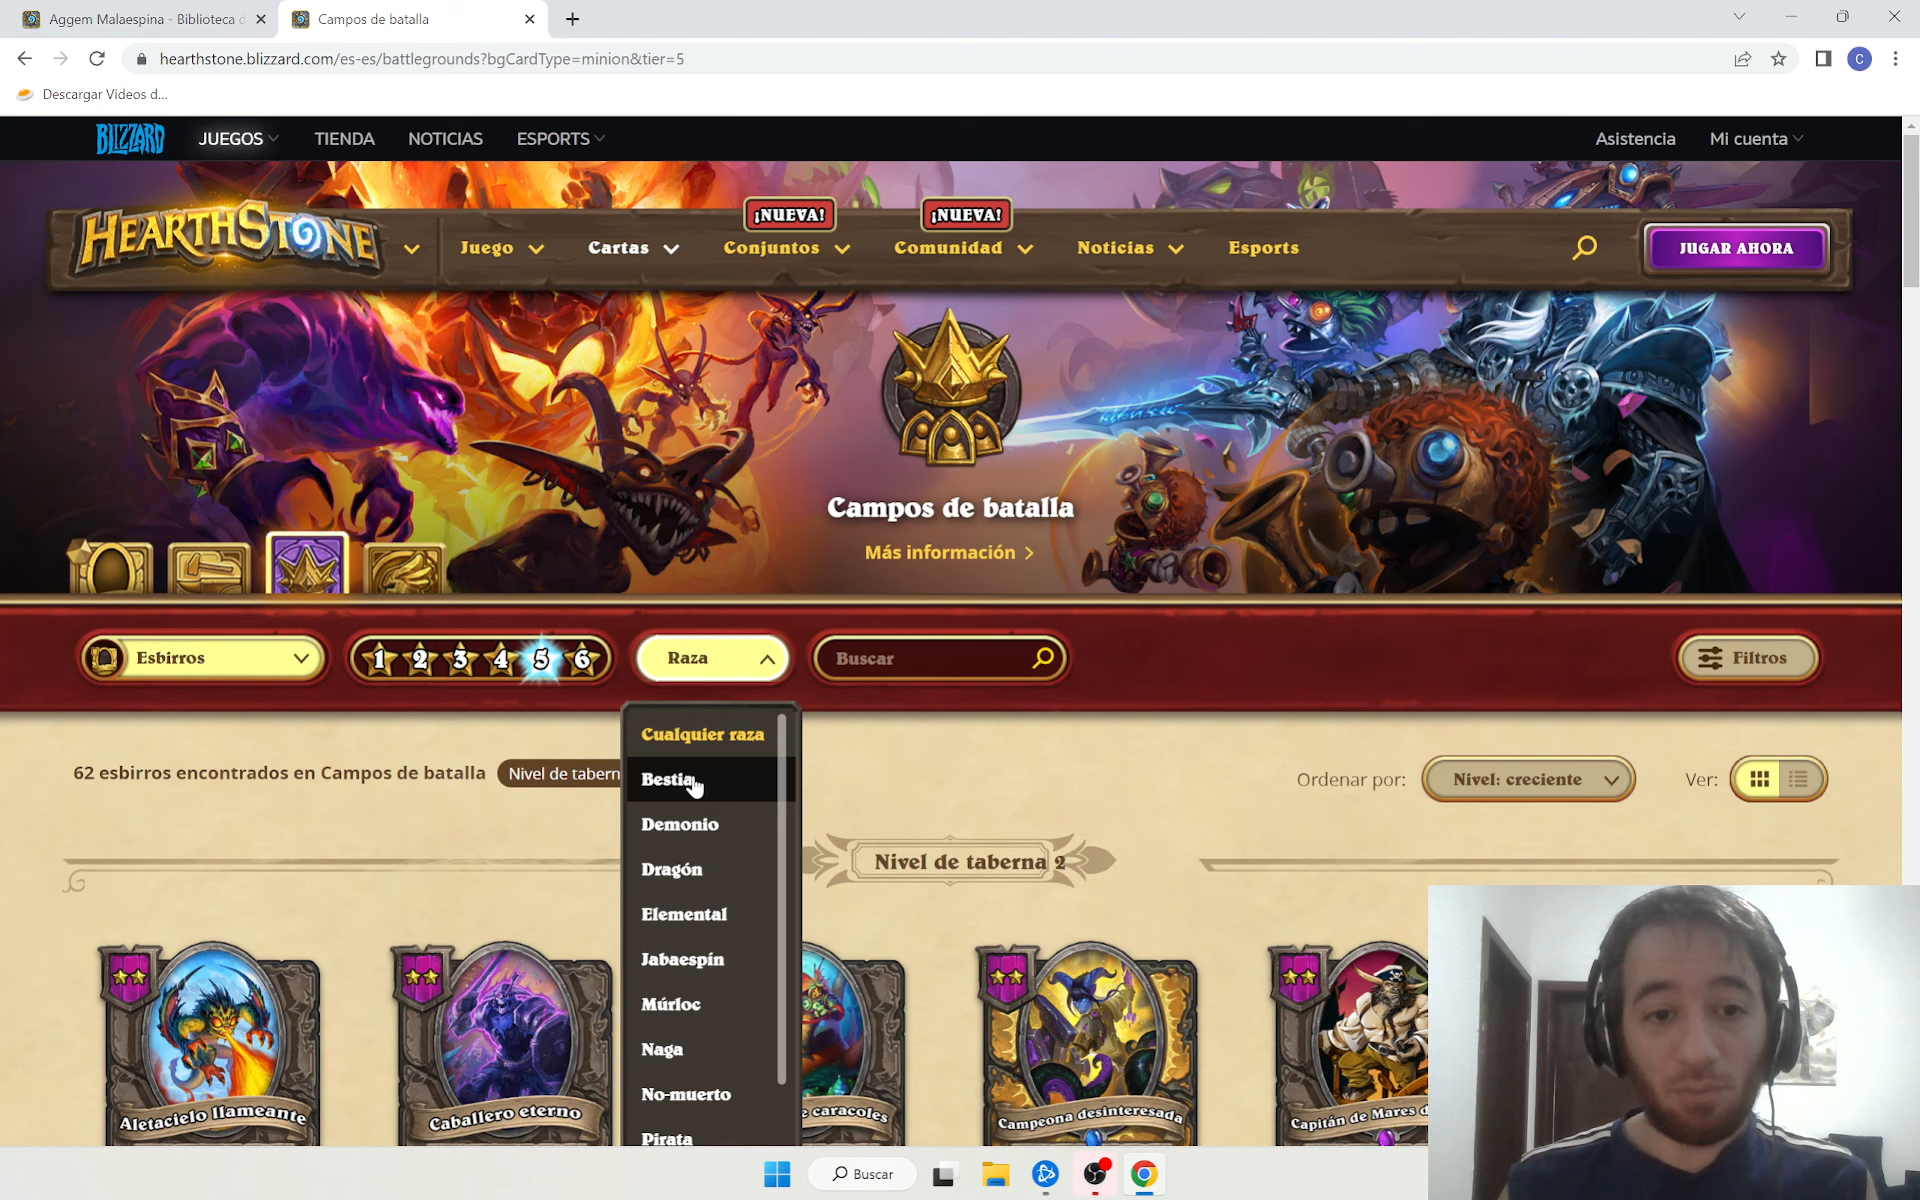 Aggem Malaespina - Biblioteca d
Campos de batalla
hearthstone.blizzard.com/es-es/battlegrounds?bgCardType=minion&tier=5
C
Descargar Videos d...
BLIZZARD
JUEGOS
TIENDA
NOTICIAS
ESPORTS
Asistencia
Mi cuenta
HEARTHSTONE
Juego
Cartas
¡NUEVA!
Conjuntos
¡NUEVA!
Comunidad
Noticias
Esports
JUGAR AHORA
Campos de batalla
Más información >
Esbirros
1 2 3 4 5 6
Raza
Buscar
Filtros
Cualquier raza
Bestia
Demonio
Dragón
Elemental
Jabaespín
Múrloc
Naga
No-muerto
Pirata
62 esbirros encontrados en Campos de batalla
Nivel de tabern
Ordenar por:
Nivel: creciente
Ver:
Nivel de taberna 2
Aletacielo llameante
Caballero eterno
e caracoles
Campeona desinteresada
Capitán de Mares d
Buscar